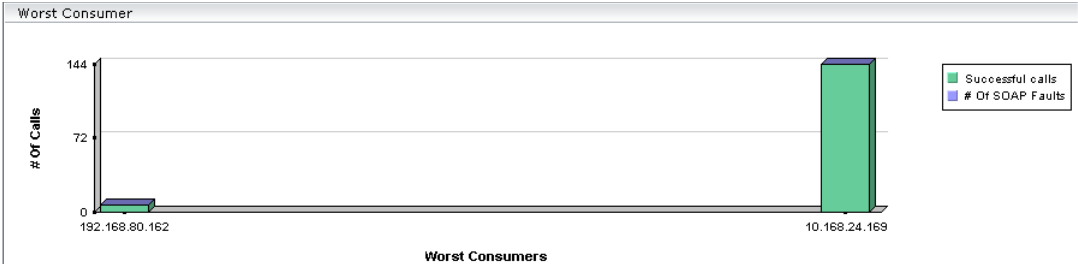 Worst Consumer
144
72
0
# Of Calls
192.168.80.162
10.168.24.169
Worst Consumers
Successful calls
# Of SOAP Faults